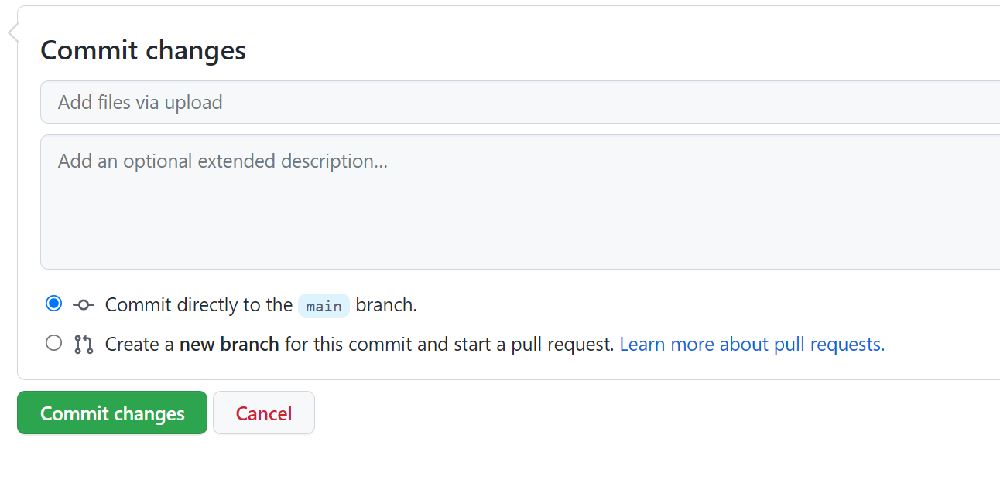 Commit changes
Add files via upload
Add an optional extended description...
Commit directly to the main branch.
Create a new branch for this commit and start a pull request. Learn more about pull requests.
Commit changes Cancel